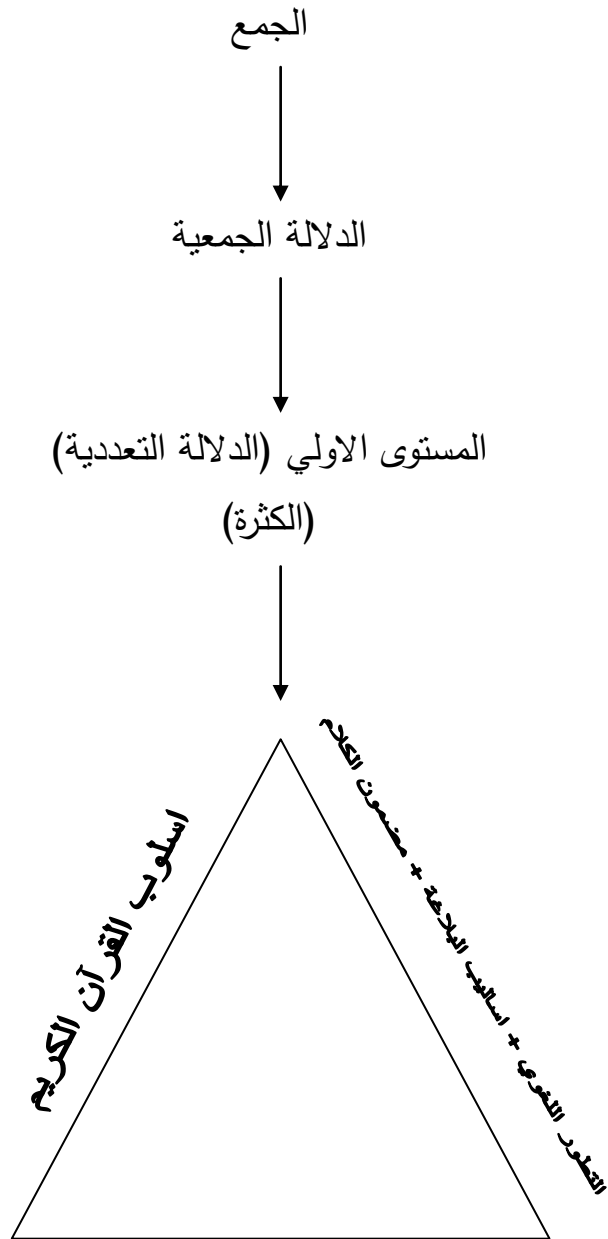 الجمع
الدلالة الجمعية
المستوى الاولي (الدلالة التعددية)
(الكثرة)
التطور اللغوي + اساليب البلاغة + مضمون الكلام
اسلوب القرآن الكريم